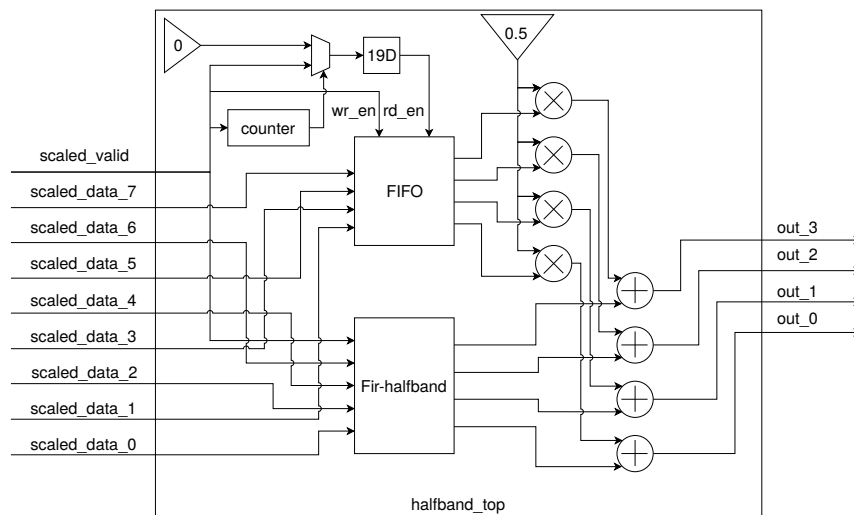 0
19D
0.5
wr_en
rd_en
counter
scaled_valid
scaled_data_7
FIFO
scaled_data_6
scaled_data_5
scaled_data_4
scaled_data_3
scaled_data_2
scaled_data_1
scaled_data_0
Fir-halfband
out_3
out_2
out_1
out_0
halfband_top